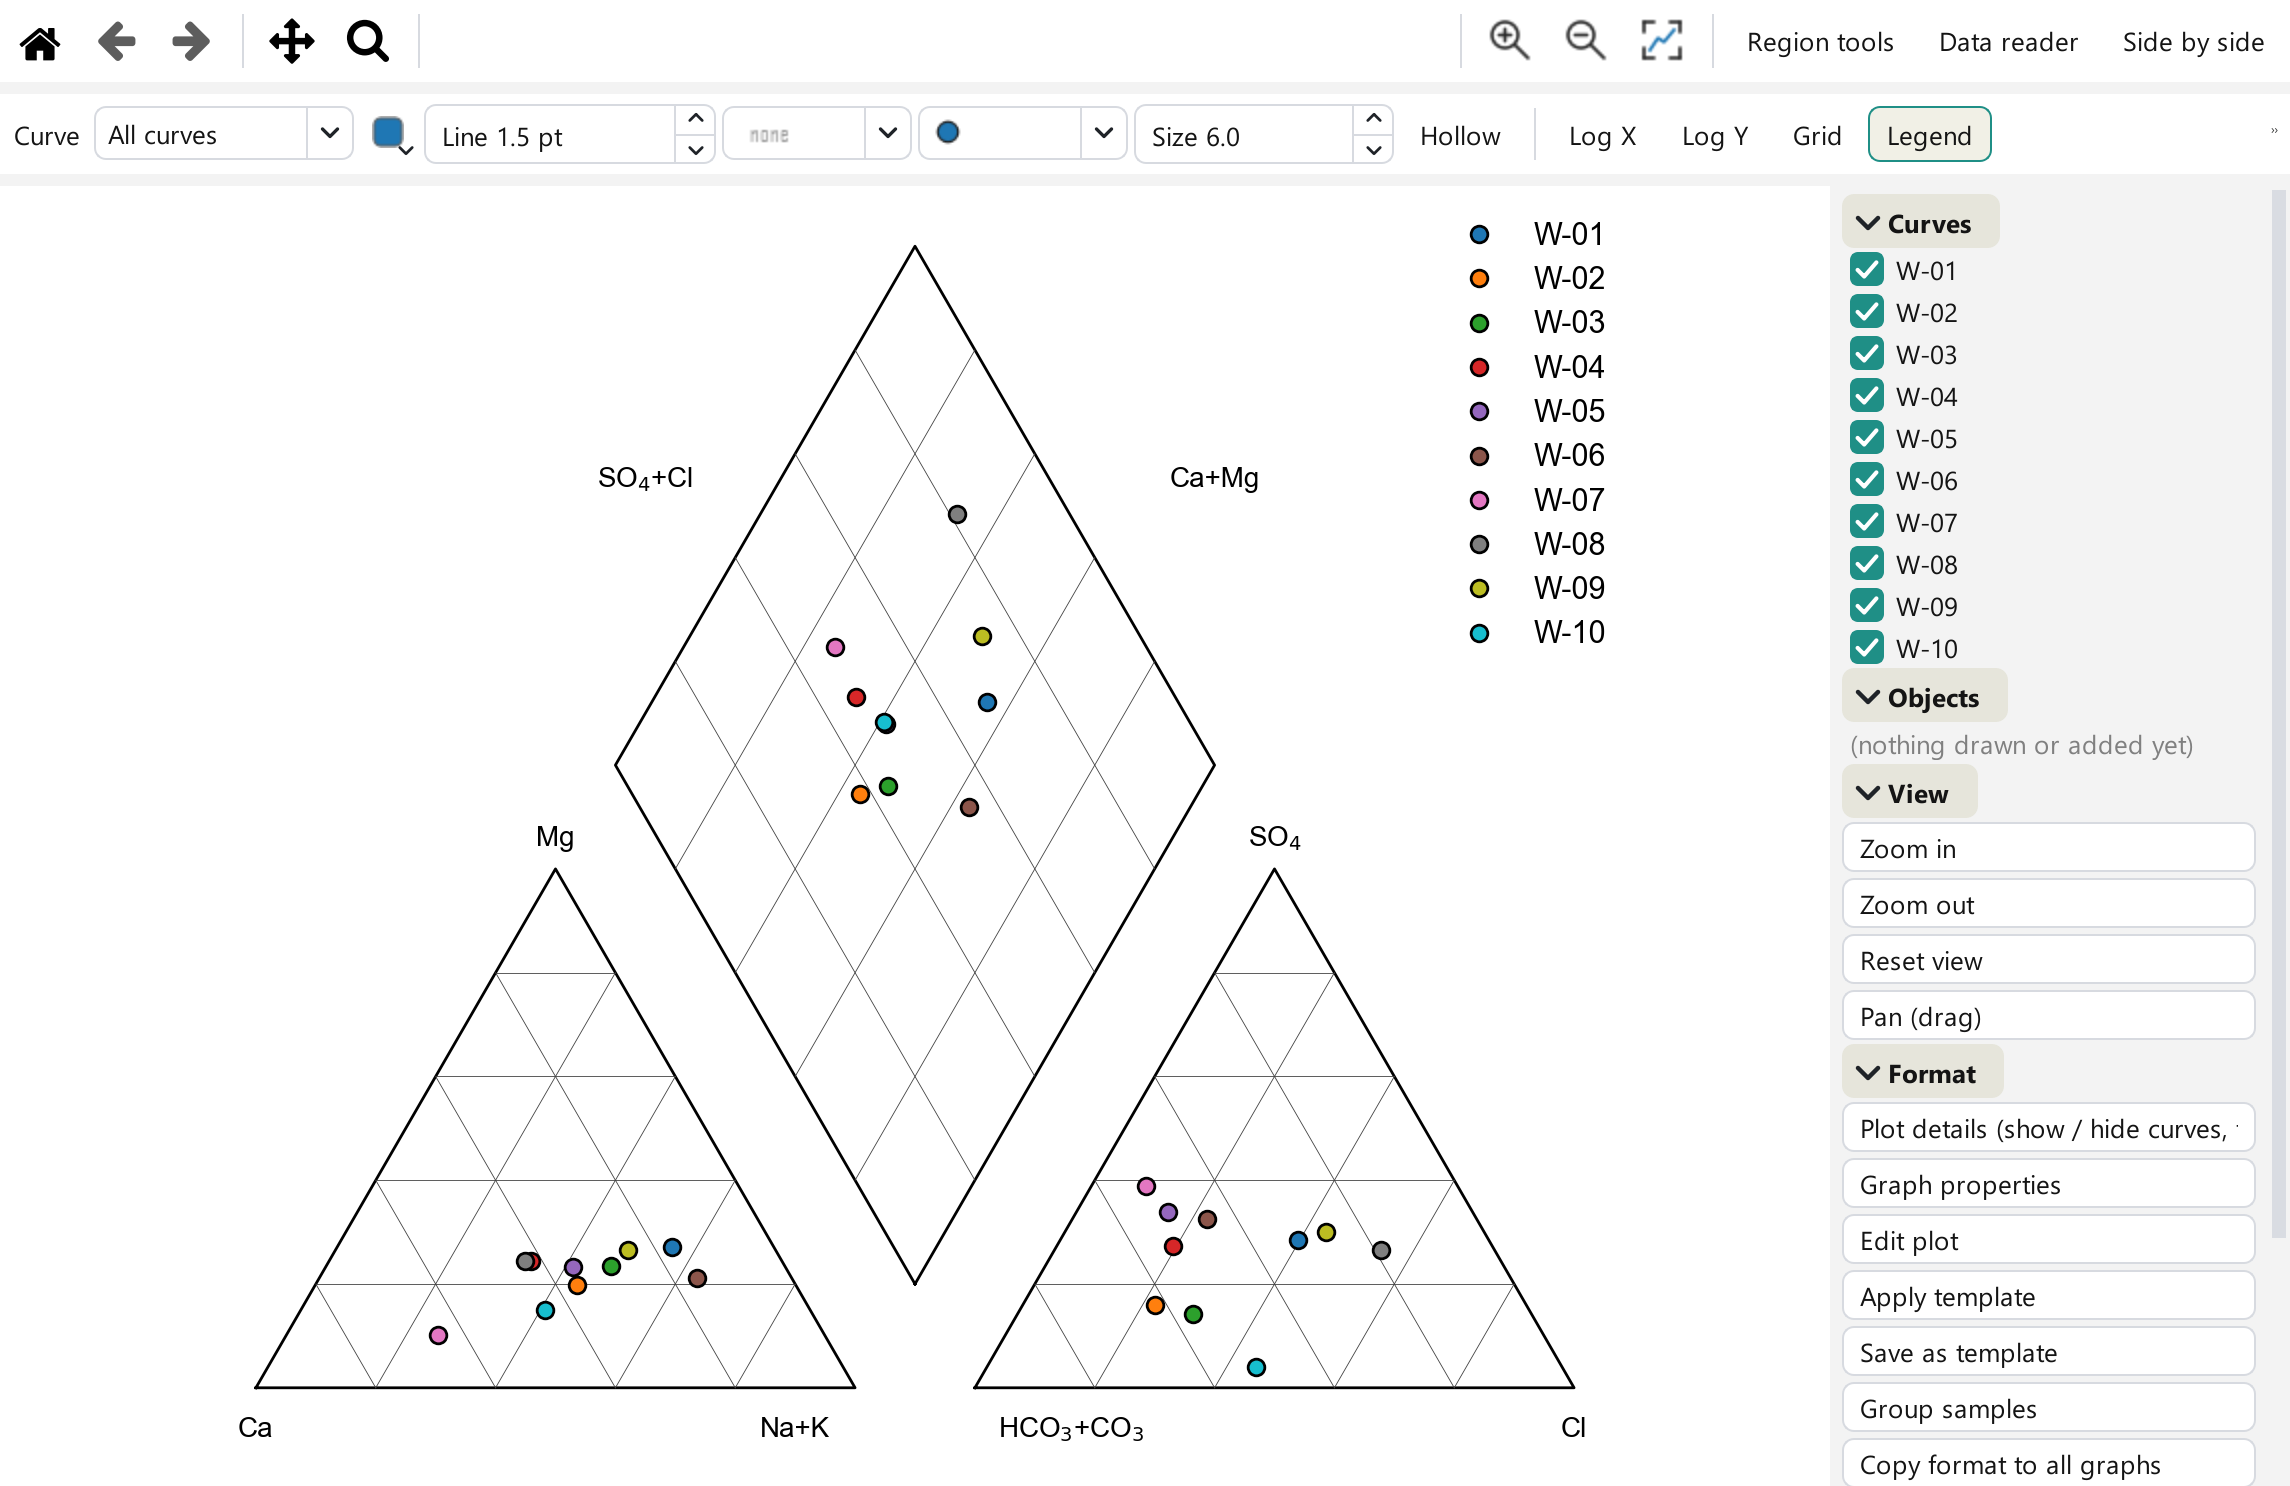 Region tools
Data reader
Side by side
Curve
All curves
Line 1.5 pt
none
Size 6.0
Hollow
Log X
Log Y
Grid
Legend
»
W-01
W-02
W-03
W-04
W-05
W-06
W-07
W-08
W-09
W-10
SO₄+Cl
Ca+Mg
Mg
SO₄
Ca
Na+K
HCO₃+CO₃
Cl
Curves
W-01
W-02
W-03
W-04
W-05
W-06
W-07
W-08
W-09
W-10
Objects
(nothing drawn or added yet)
View
Zoom in
Zoom out
Reset view
Pan (drag)
Format
Plot details (show / hide curves,
Graph properties
Edit plot
Apply template
Save as template
Group samples
Copy format to all graphs